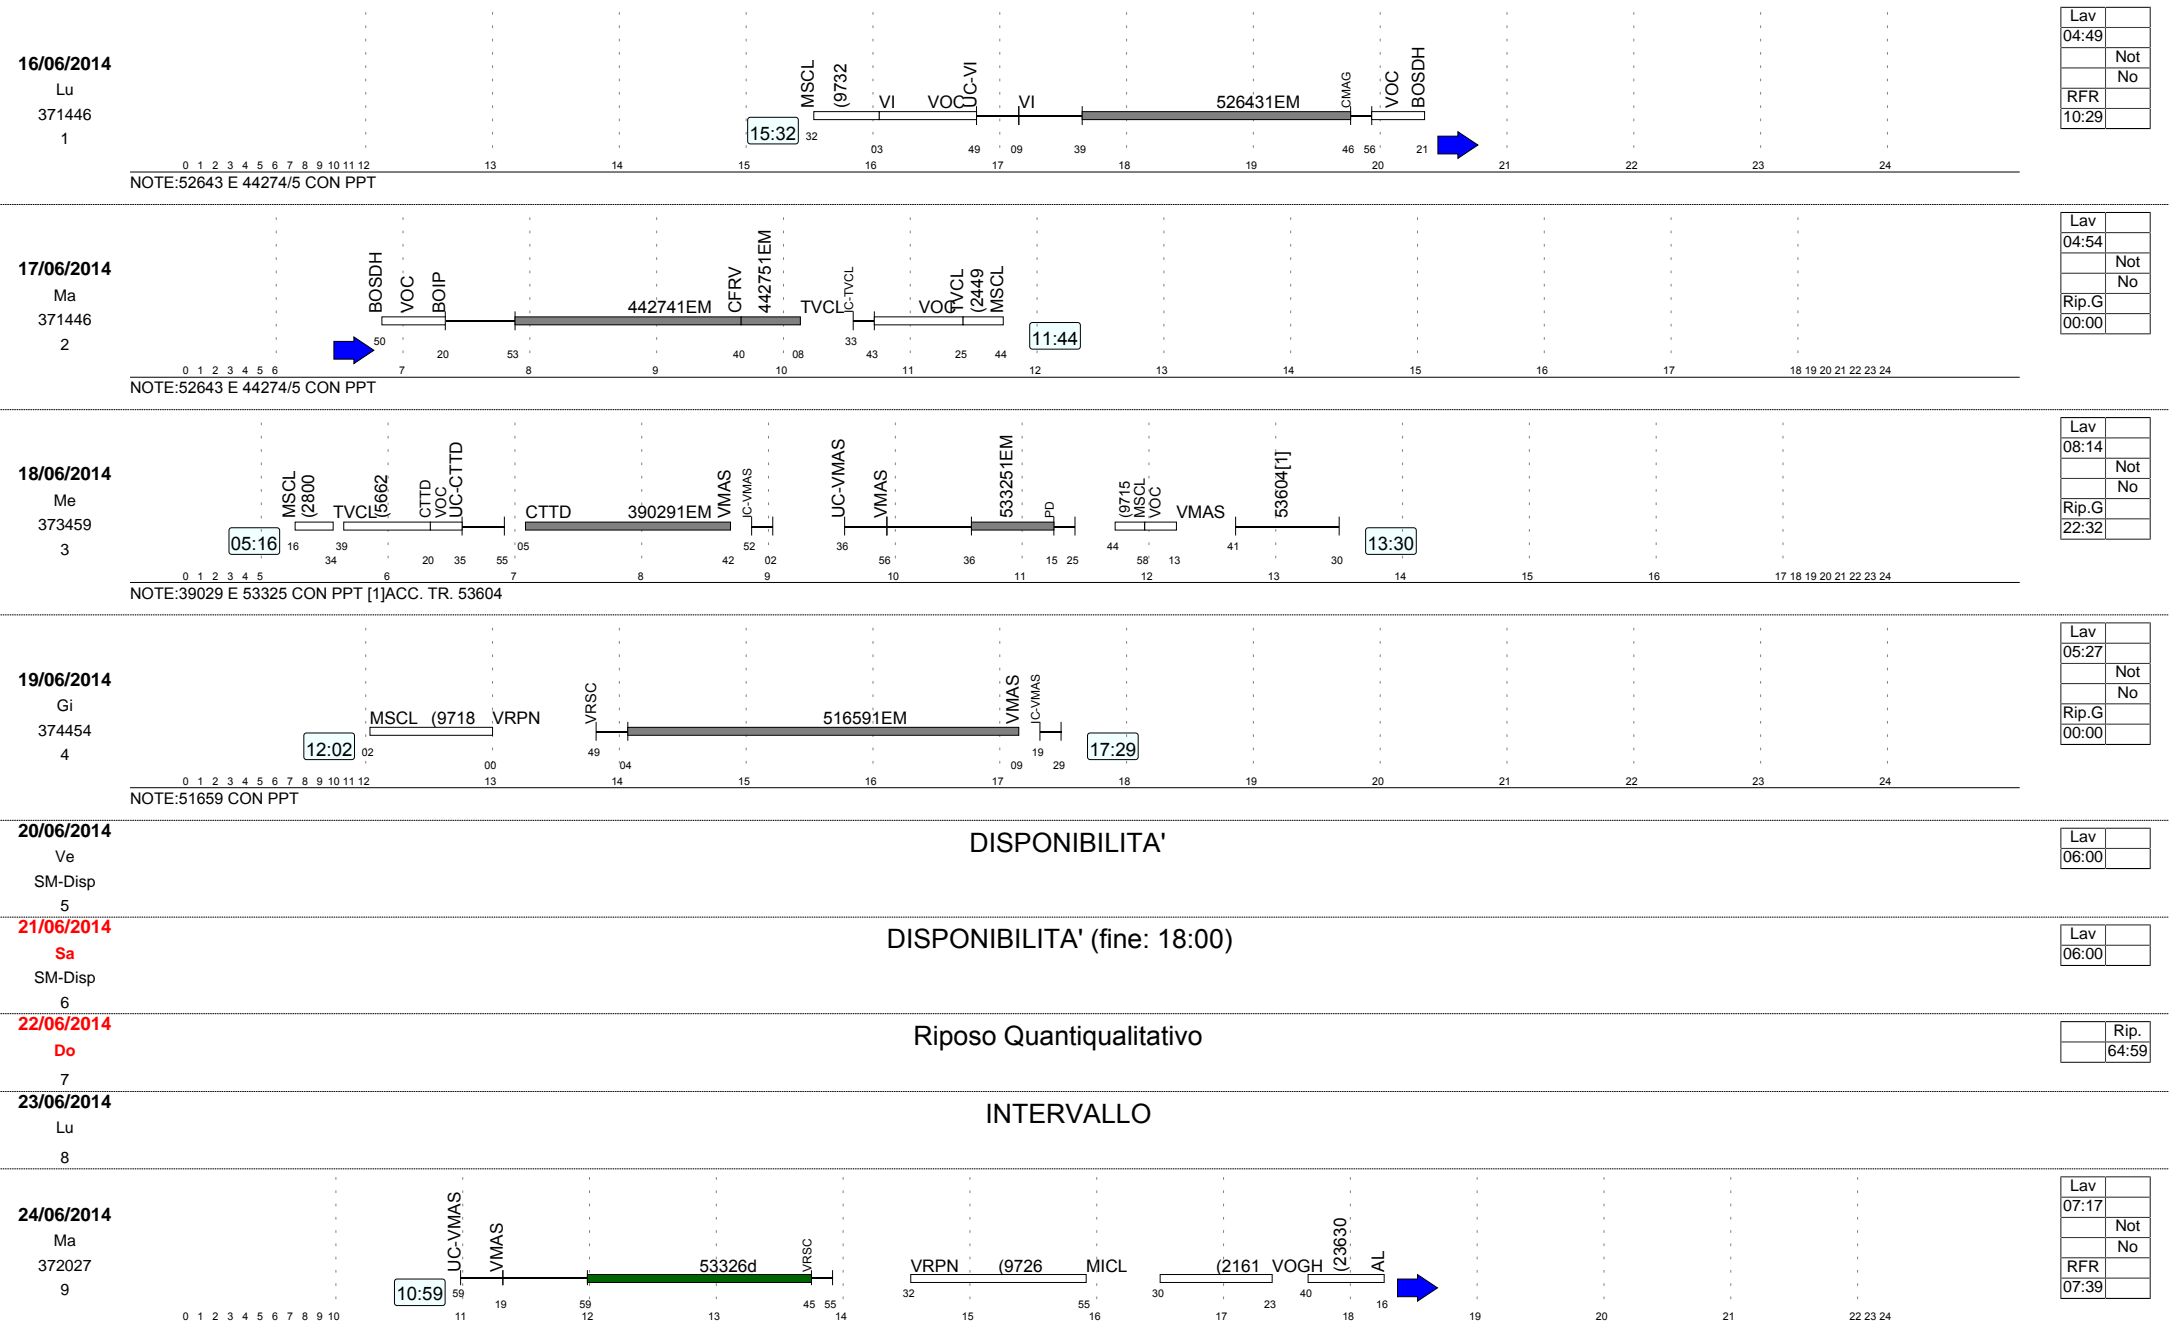 16/06/2014
Lu
371446
1
15:32
MSCL (9732 VI VOC UC-VI VI 526431EM CMAG VOC BOSDH
32 03 49 09 39 46 56 21
0 1 2 3 4 5 6 7 8 9 10 11 12 13 14 15 16 17 18 19 20 21 22 23 24
NOTE:52643 E 44274/5 CON PPT
Lav
04:49
Not
No
RFR
10:29
17/06/2014
Ma
371446
2
BOSDH VOC BOIP 442741EM CFRV 442751EM TVCL IC-TVCL VOC TVCL (2449 MSCL
50 20 53 40 08 33 43 25 44
11:44
0 1 2 3 4 5 6 7 8 9 10 11 12 13 14 15 16 17 18 19 20 21 22 23 24
NOTE:52643 E 44274/5 CON PPT
Lav
04:54
Not
No
Rip.G
00:00
18/06/2014
Me
373459
3
05:16
MSCL (2800 TVCL (5662 CTTD VOC UC-CTTD CTTD 390291EM VMAS IC-VMAS UC-VMAS VMAS 533251EM PD (9715 MSCL VOC VMAS 53604[1]
16 34 39 20 35 55 05 42 52 02 36 56 36 15 25 44 58 13 41 30
13:30
0 1 2 3 4 5 6 7 8 9 10 11 12 13 14 15 16 17 18 19 20 21 22 23 24
NOTE:39029 E 53325 CON PPT [1]ACC. TR. 53604
Lav
08:14
Not
No
Rip.G
22:32
19/06/2014
Gi
374454
4
12:02
MSCL (9718 VRPN VRSC 516591EM VMAS IC-VMAS
02 00 49 04 09 19 29
17:29
0 1 2 3 4 5 6 7 8 9 10 11 12 13 14 15 16 17 18 19 20 21 22 23 24
NOTE:51659 CON PPT
Lav
05:27
Not
No
Rip.G
00:00
20/06/2014
Ve
SM-Disp
5
DISPONIBILITA'
Lav
06:00
21/06/2014
Sa
SM-Disp
6
DISPONIBILITA' (fine: 18:00)
Lav
06:00
22/06/2014
Do
7
Riposo Quantiqualitativo
Rip.
64:59
23/06/2014
Lu
8
INTERVALLO
24/06/2014
Ma
372027
9
10:59
UC-VMAS VMAS 53326d VRSC VRPN (9726 MICL (2161 VOGH (23630 AL
59 19 59 45 55 32 55 30 23 40 16
0 1 2 3 4 5 6 7 8 9 10 11 12 13 14 15 16 17 18 19 20 21 22 23 24
Lav
07:17
Not
No
RFR
07:39